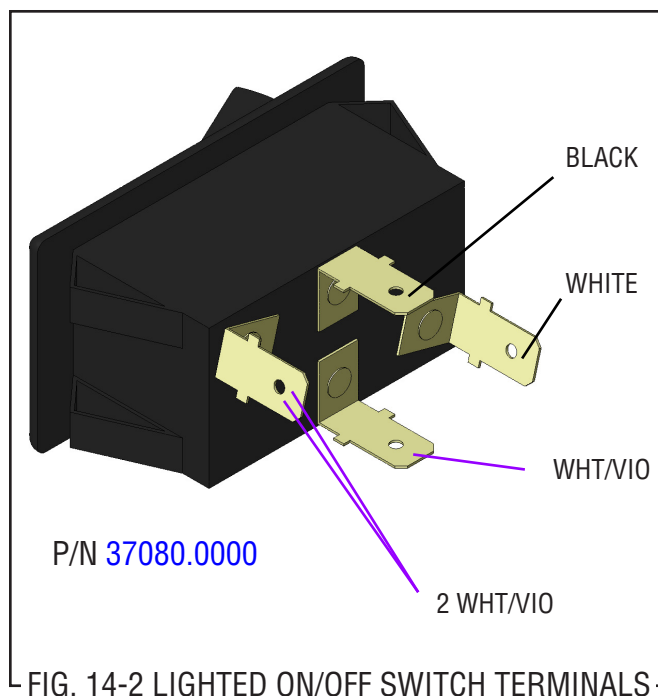 BLACK
WHITE
WHT/VIO
P/N 37080.0000
2 WHT/VIO
FIG. 14-2 LIGHTED ON/OFF SWITCH TERMINALS